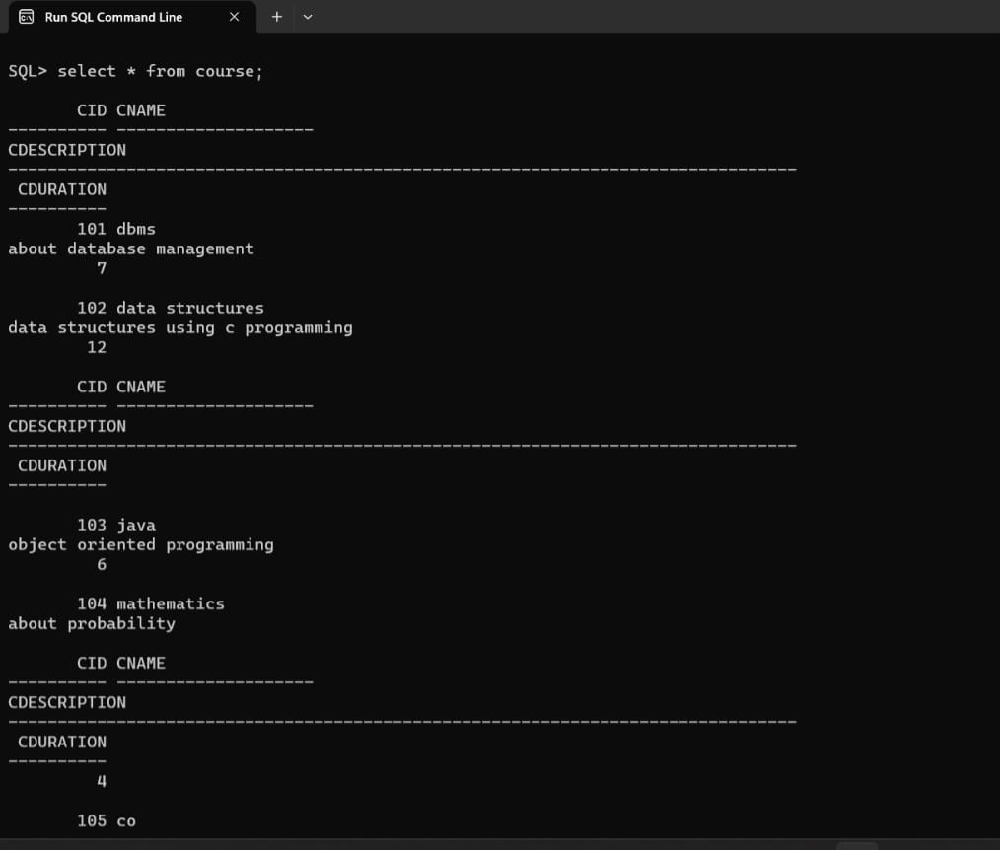 Run SQL Command Line
SQL> select * from course;
CID CNAME
---------- --------------------
CDESCRIPTION
--------------------------------------------------------------------------------
CDURATION
----------
101 dbms
about database management
7
102 data structures
data structures using c programming
12
CID CNAME
---------- --------------------
CDESCRIPTION
--------------------------------------------------------------------------------
CDURATION
----------
103 java
object oriented programming
6
104 mathematics
about probability
CID CNAME
---------- --------------------
CDESCRIPTION
--------------------------------------------------------------------------------
CDURATION
----------
4
105 co